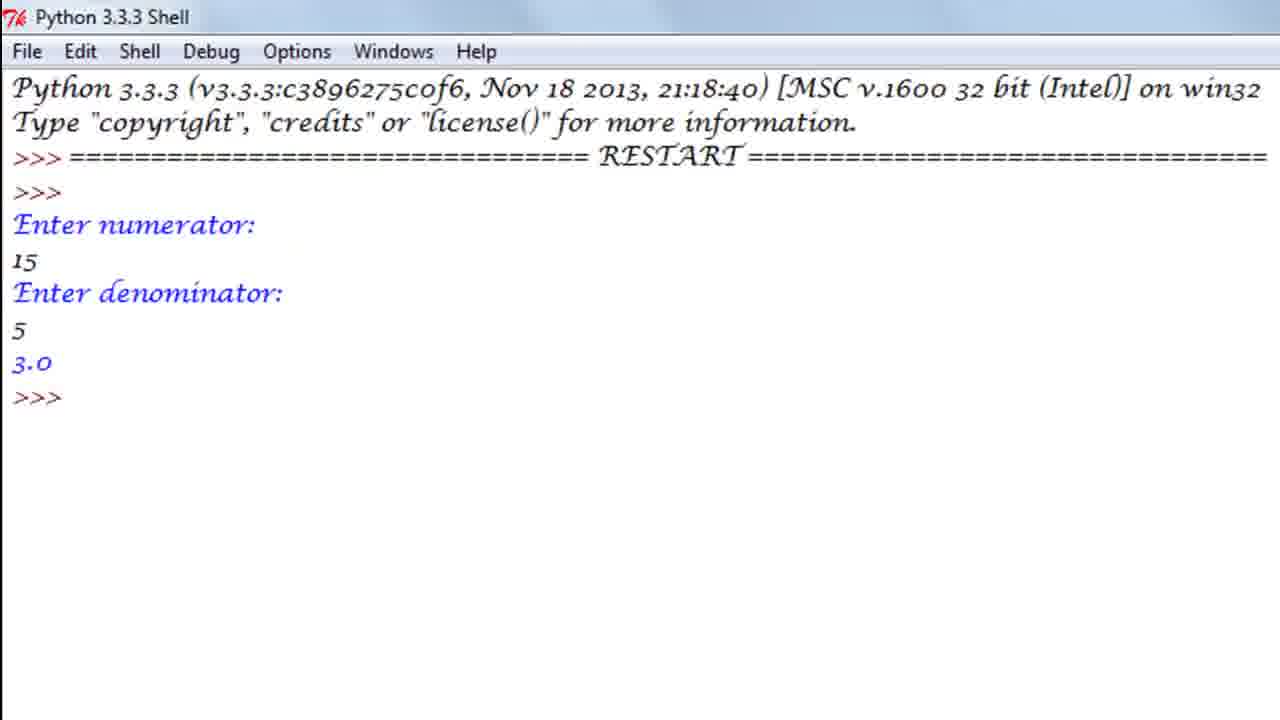 Python 3.3.3 Shell
File Edit Shell Debug Options Windows Help
Python 3.3.3 (v3.3.3:c3896275c0f6, Nov 18 2013, 21:18:40) [MSC v.1600 32 bit (Intel)] on win32
Type "copyright", "credits" or "license()" for more information.
>>> ================================ RESTART ================================
>>>
Enter numerator:
15
Enter denominator:
5
3.0
>>>